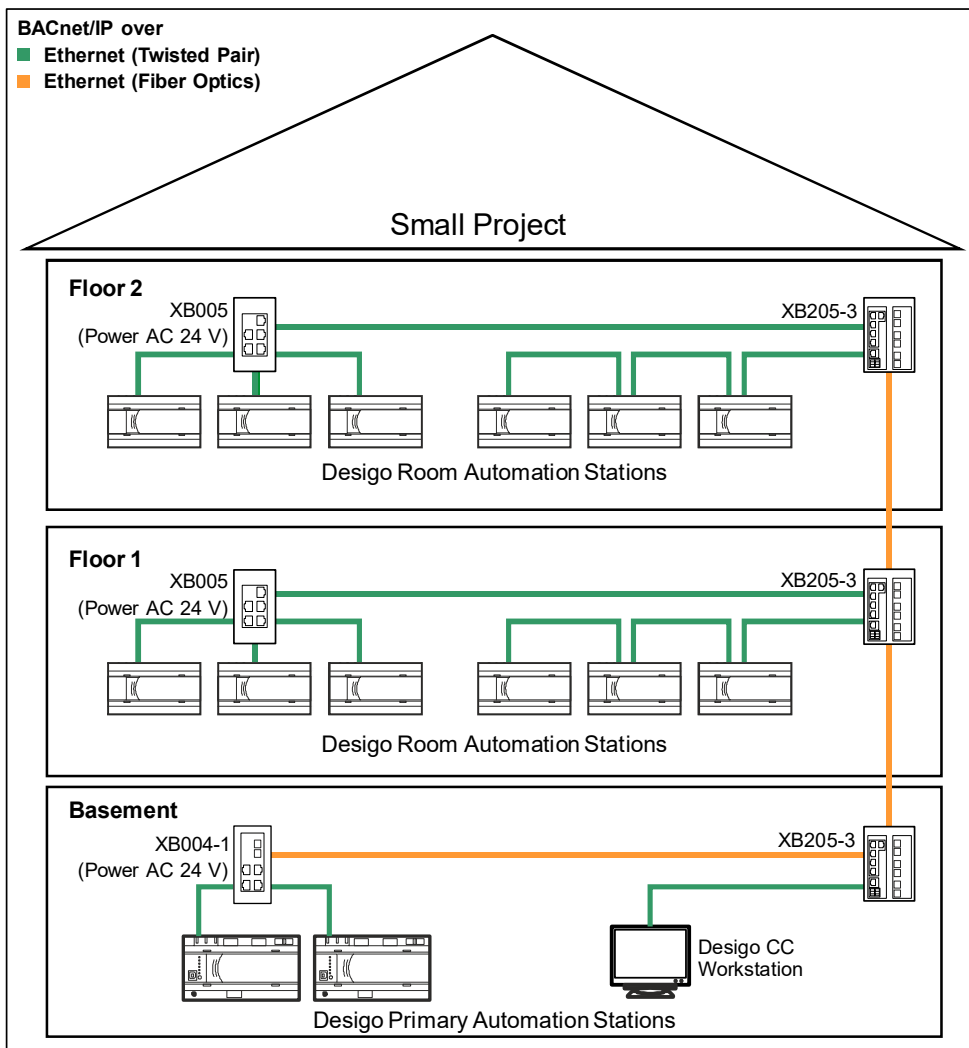 BACnet/IP over
Ethernet (Twisted Pair)
Ethernet (Fiber Optics)
Small Project
Floor 2
XB005
(Power AC 24 V)
XB205-3
Desigo Room Automation Stations
Floor 1
XB005
(Power AC 24 V)
XB205-3
Desigo Room Automation Stations
Basement
XB004-1
(Power AC 24 V)
XB205-3
Desigo CC
Workstation
Desigo Primary Automation Stations